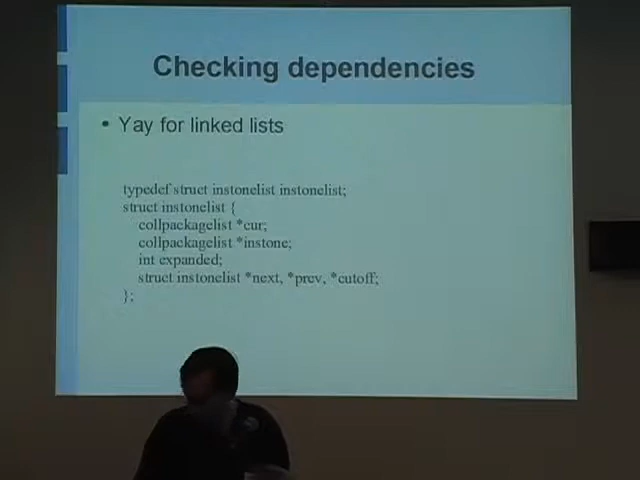 Checking dependencies
• Yay for linked lists
typedef struct instonelist instonelist;
struct instonelist {
collpackagelist *cur;
collpackagelist *instone;
int expanded;
struct instonelist *next, *prev, *cutoff;
};